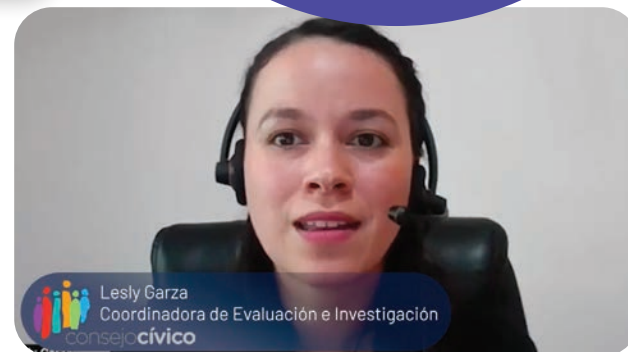 Lesly Garza
Coordinadora de Evaluación e Investigación
consejocívico